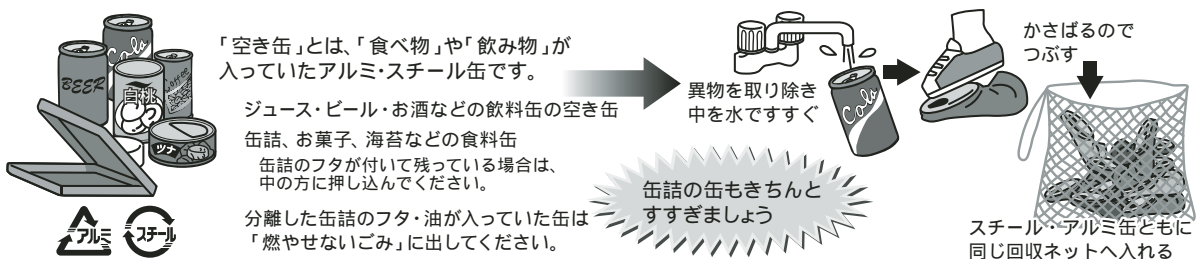 「空き缶」とは、「食べ物」や「飲み物」が
入っていたアルミ・スチール缶です。
ジュース・ビール・お酒などの飲料缶の空き缶
缶詰、お菓子、海苔などの食料缶
缶詰のフタが付いて残っている場合は、
中の方に押し込んでください。
分離した缶詰のフタ・油が入っていた缶は
「燃やせないごみ」に出してください。
Cola
BEER
Coffee
白桃
ツナ
アルミ
スチール
異物を取り除き
中を水ですすぐ
Cola
缶詰の缶もきちんと
すすぎましょう
かさばるので
つぶす
スチール・アルミ缶ともに
同じ回収ネットへ入れる